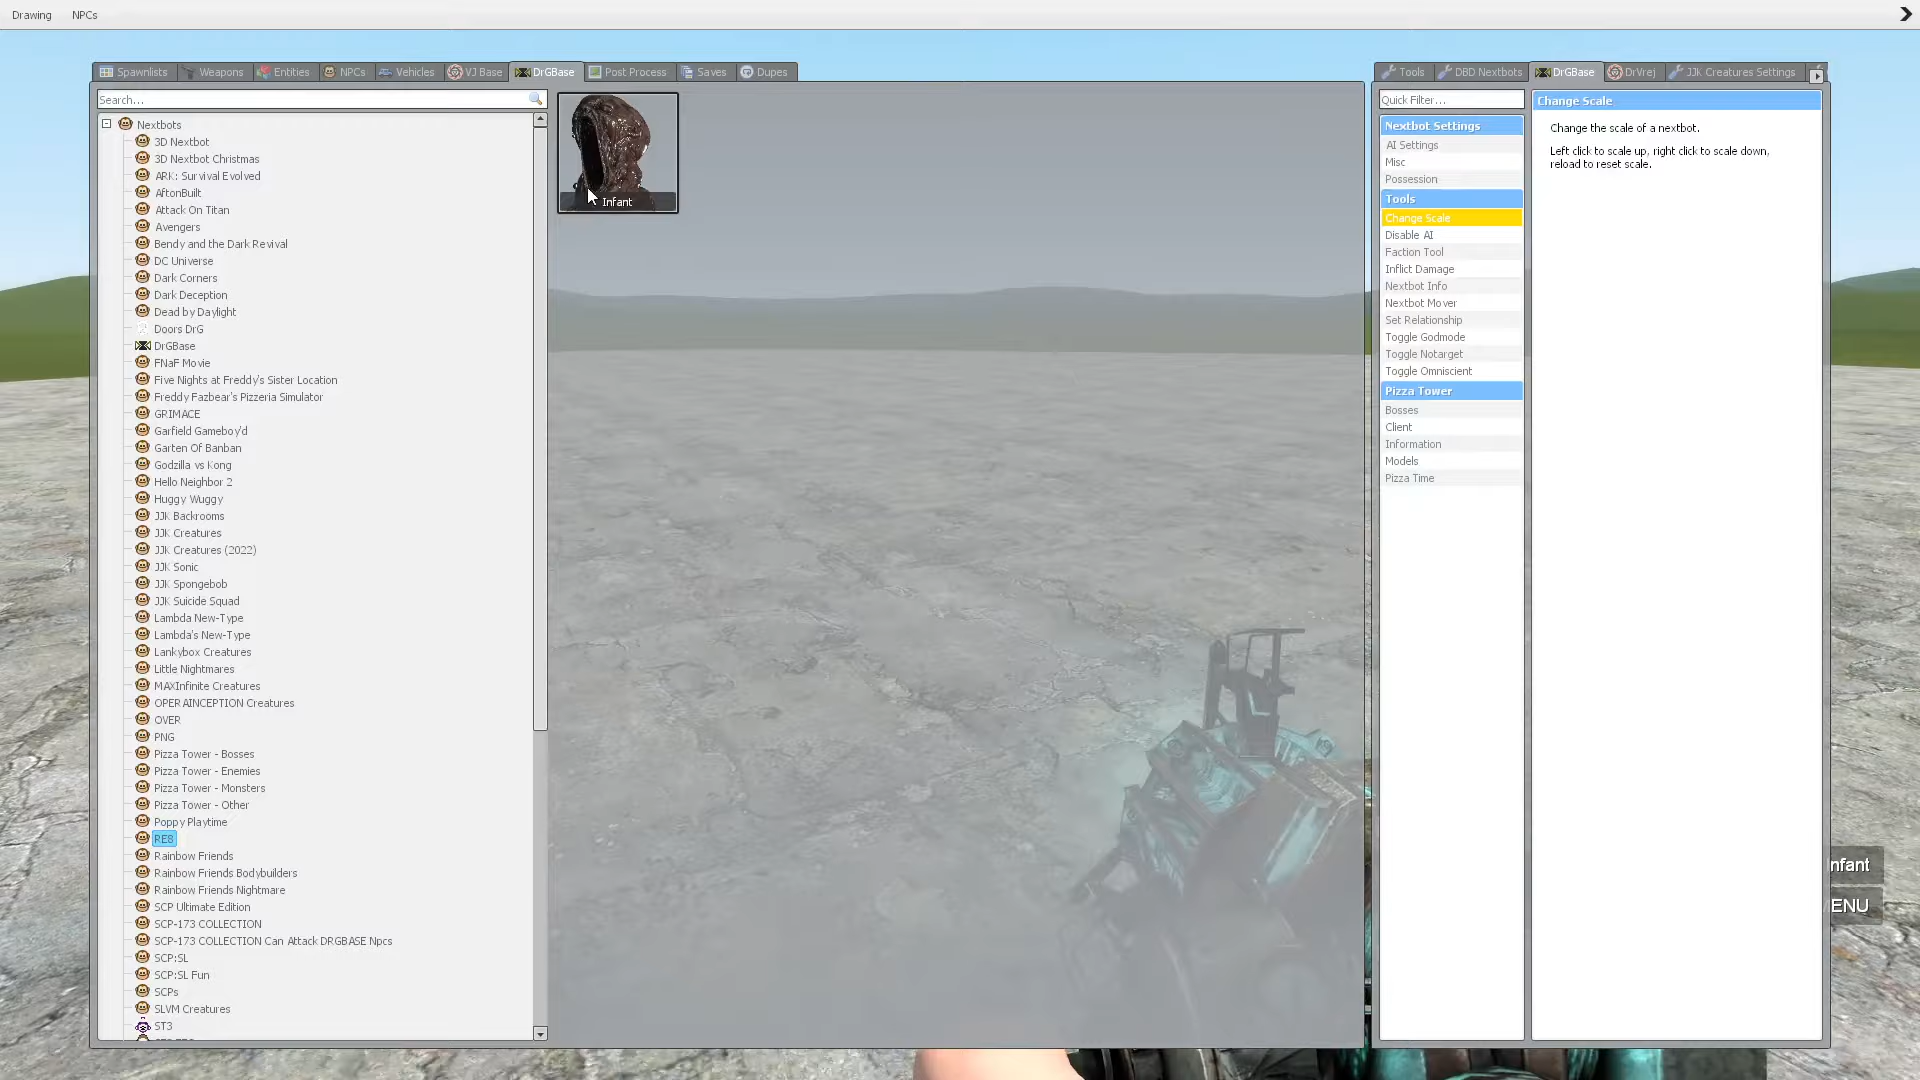 Drawing NPCs
Spawnlists Weapons Entities NPCs Vehicles VJ Base DrGBase Post Process Saves Dupes
Search...
Nextbots
3D Nextbot
3D Nextbot Christmas
ARK: Survival Evolved
AftonBuilt
Attack On Titan
Avengers
Bendy and the Dark Revival
DC Universe
Dark Corners
Dark Deception
Dead by Daylight
Doors DrG
DrGBase
FNaF Movie
Five Nights at Freddy's Sister Location
Freddy Fazbear's Pizzeria Simulator
GRIMACE
Garfield Gameboy'd
Garten Of Banban
Godzilla vs Kong
Hello Neighbor 2
Huggy Wuggy
JJK Backrooms
JJK Creatures
JJK Creatures (2022)
JJK Sonic
JJK Spongebob
JJK Suicide Squad
Lambda New-Type
Lambda's New-Type
Lankybox Creatures
Little Nightmares
MAXInfinite Creatures
OPERAINCEPTION Creatures
OVER
PNG
Pizza Tower - Bosses
Pizza Tower - Enemies
Pizza Tower - Monsters
Pizza Tower - Other
Poppy Playtime
RE8
Rainbow Friends
Rainbow Friends Bodybuilders
Rainbow Friends Nightmare
SCP Ultimate Edition
SCP-173 COLLECTION
SCP-173 COLLECTION Can Attack DRGBASE Npcs
SCP:SL
SCP:SL Fun
SCPs
SLVM Creatures
ST3
Infant
Tools DBD Nextbots DrGBase DrVrej JJK Creatures Settings
Quick Filter...
Nextbot Settings
AI Settings
Misc
Possession
Tools
Change Scale
Disable AI
Faction Tool
Inflict Damage
Nextbot Info
Nextbot Mover
Set Relationship
Toggle Godmode
Toggle Notarget
Toggle Omniscient
Pizza Tower
Bosses
Client
Information
Models
Pizza Time
Change Scale
Change the scale of a nextbot.
Left click to scale up, right click to scale down,
reload to reset scale.
nfant
ENU